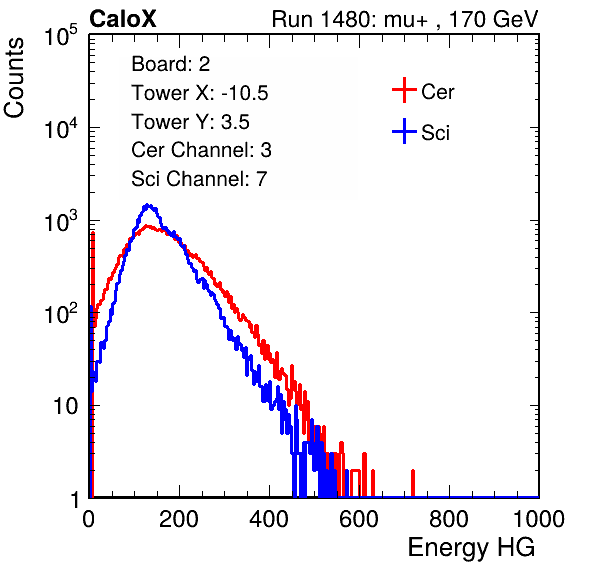 CaloX Run 1480: mu+ , 170 GeV
Counts
10^5
10^4
10^3
10^2
10
1
Board: 2
Tower X: -10.5
Tower Y: 3.5
Cer Channel: 3
Sci Channel: 7
Cer
Sci
0 200 400 600 800 1000
Energy HG